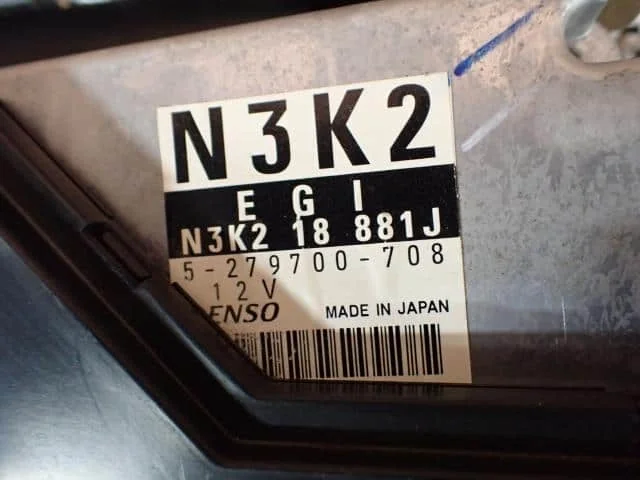 N3K2
EGI
N3K2 18 881J
5-279700-708
12V
ENSO
MADE IN JAPAN